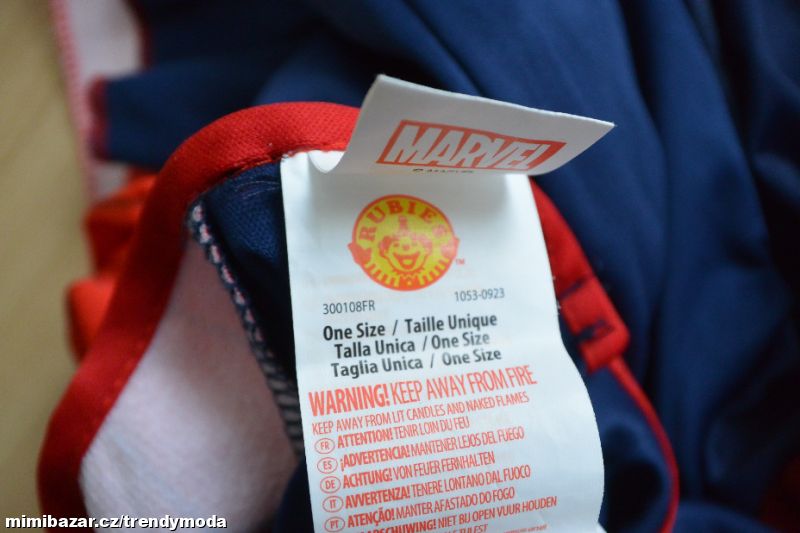 MARVEL
RUBIES
TM
300108FR 1053-0923
One Size / Taille Unique
Talla Unica / One Size
Taglia Unica / One Size
WARNING! KEEP AWAY FROM FIRE
KEEP AWAY FROM LIT CANDLES AND NAKED FLAMES
FR ATTENTION! TENIR LOIN DU FEU
ES ¡ADVERTENCIA! MANTENER LEJOS DEL FUEGO
DE ACHTUNG! VON FEUER FERNHALTEN
IT AVVERTENZA! TENERE LONTANO DAL FUOCO
PT ATENÇÃO! MANTER AFASTADO DO FOGO
WAARSCHUWING! NIET BIJ OPEN VUUR HOUDEN
mimibazar.cz/trendymoda